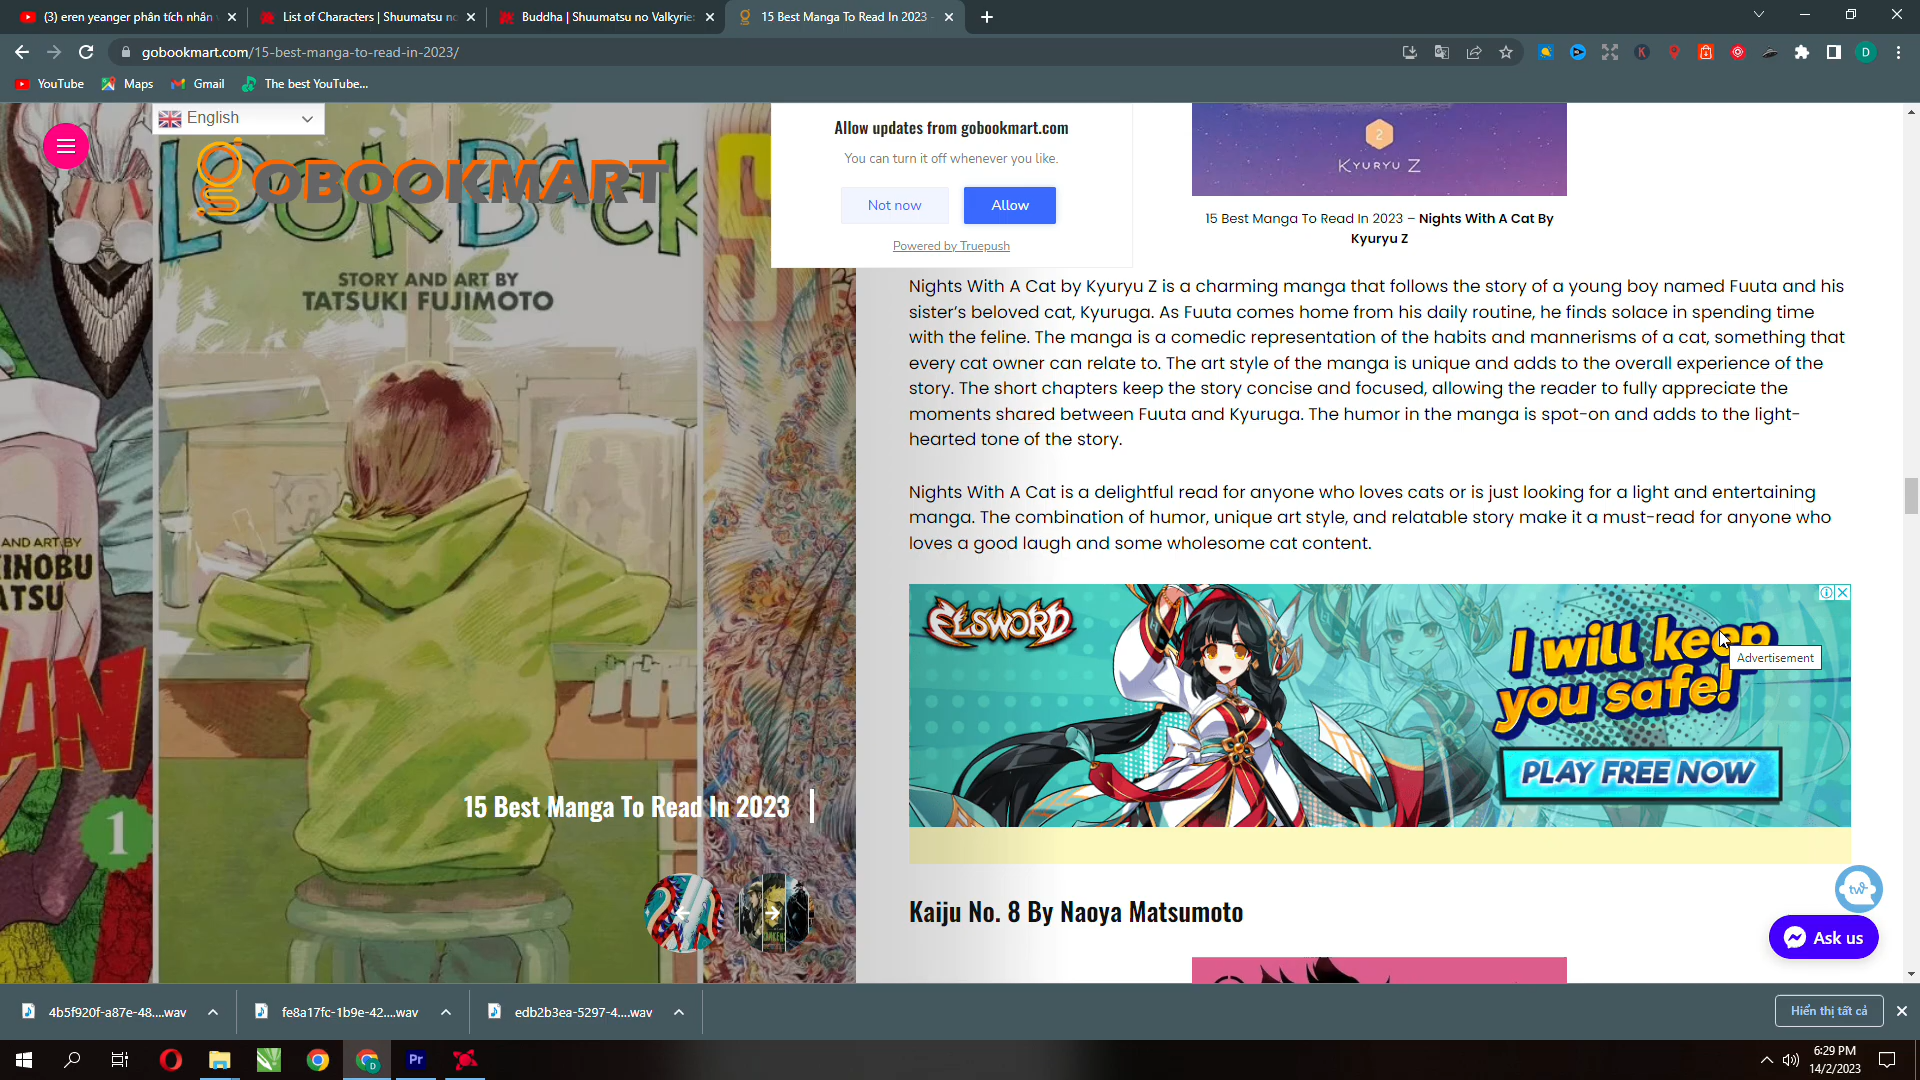 (3) eren yeanger phân tích nhân
List of Characters | Shuumatsu no
Buddha | Shuumatsu no Valkyrie:
15 Best Manga To Read In 2023 -
gobookmart.com/15-best-manga-to-read-in-2023/
YouTube
Maps
Gmail
The best YouTube...
English
GOBOOKMART
LOOK BACK
STORY AND ART BY
TATSUKI FUJIMOTO
AND ART BY
1
15 Best Manga To Read In 2023
Allow updates from gobookmart.com
You can turn it off whenever you like.
Not now
Allow
Powered by Truepush
2
KYURYU Z
15 Best Manga To Read In 2023 – Nights With A Cat By
Kyuryu Z
Nights With A Cat by Kyuryu Z is a charming manga that follows the story of a young boy named Fuuta and his
sister’s beloved cat, Kyuruga. As Fuuta comes home from his daily routine, he finds solace in spending time
with the feline. The manga is a comedic representation of the habits and mannerisms of a cat, something that
every cat owner can relate to. The art style of the manga is unique and adds to the overall experience of the
story. The short chapters keep the story concise and focused, allowing the reader to fully appreciate the
moments shared between Fuuta and Kyuruga. The humor in the manga is spot-on and adds to the light-
hearted tone of the story.
Nights With A Cat is a delightful read for anyone who loves cats or is just looking for a light and entertaining
manga. The combination of humor, unique art style, and relatable story make it a must-read for anyone who
loves a good laugh and some wholesome cat content.
ELSWORD
I will keep
you safe!
Advertisement
PLAY FREE NOW
Kaiju No. 8 By Naoya Matsumoto
Ask us
4b5f920f-a87e-48....wav
fe8a17fc-1b9e-42....wav
edb2b3ea-5297-4....wav
Hiển thị tất cả
6:29 PM
14/2/2023